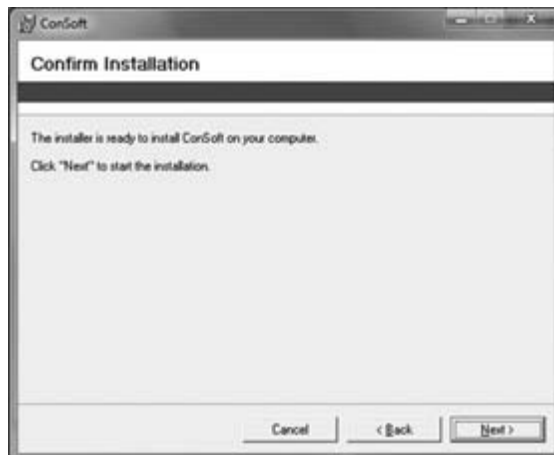 ConSoft
Confirm Installation
The installer is ready to install ConSoft on your computer.
Click "Next" to start the installation.
Cancel
< Back
Next >